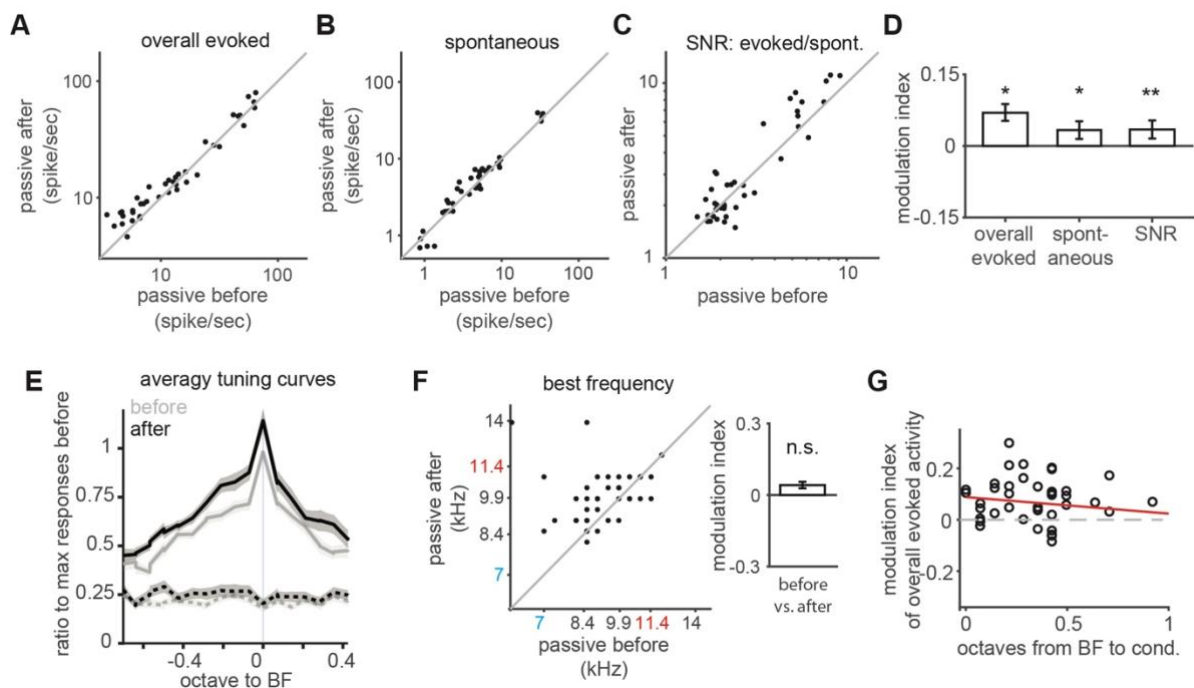 A
overall evoked
passive after
(spike/sec)
100
10
10
100
passive before
(spike/sec)
B
spontaneous
passive after
(spike/sec)
100
10
1
1
10
100
passive before
(spike/sec)
C
SNR: evoked/spont.
passive after
10
1
1
10
passive before
D
modulation index
0.15
0
-0.15
*
*
**
overall
evoked
spont-
aneous
SNR
E
averagy tuning curves
before
after
ratio to max responses before
1
0.75
0.5
0.25
0
-0.4
0
0.4
octave to BF
F
best frequency
passive after
(kHz)
14
11.4
9.9
8.4
7
7
8.4
9.9
11.4
14
passive before
(kHz)
modulation index
0.3
0
-0.3
n.s.
before
vs. after
G
modulation index
of overall evoked activity
0.2
0
-0.2
0
0.5
1
octaves from BF to cond.